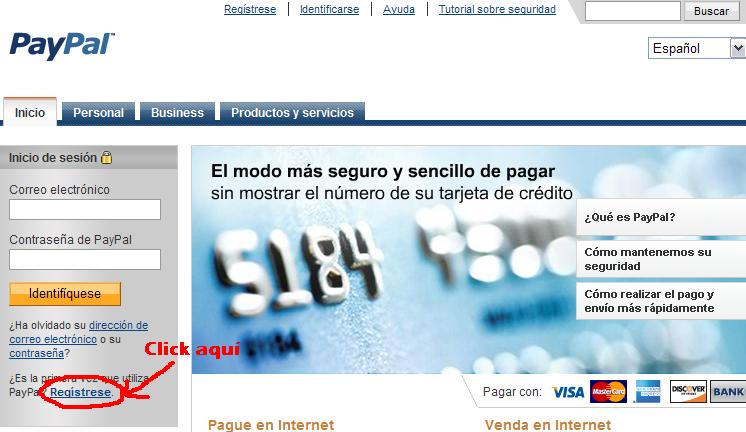 Regístrese | Identificarse | Ayuda | Tutorial sobre seguridad
Buscar
PayPal™
Español
Inicio Personal Business Productos y servicios
Inicio de sesión
Correo electrónico
Contraseña de PayPal
Identifíquese
¿Ha olvidado su dirección de
correo electrónico o su
contraseña?
Click aquí
¿Es la primera vez que utiliza
PayPal? Regístrese.
El modo más seguro y sencillo de pagar
sin mostrar el número de su tarjeta de crédito
5184
5184
¿Qué es PayPal?
Cómo mantenemos su
seguridad
Cómo realizar el pago y
envío más rápidamente
Pagar con: VISA MasterCard DISCOVER BANK
Pague en Internet
Venda en Internet